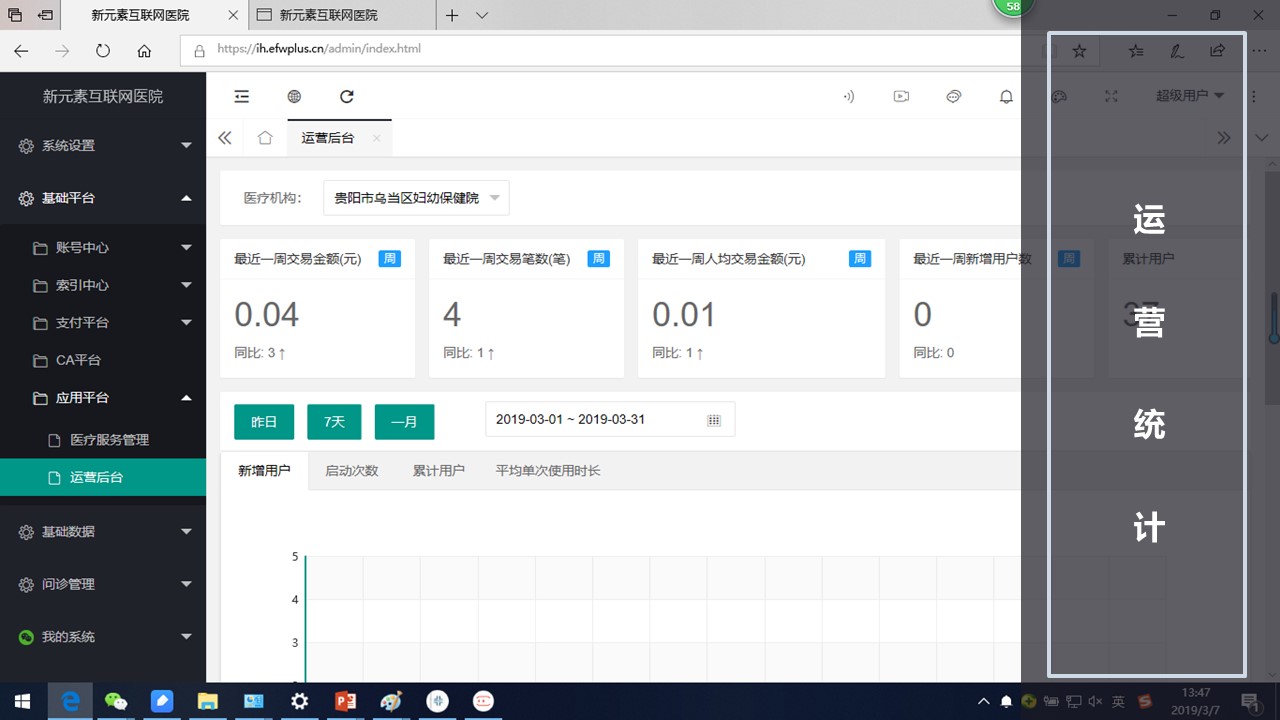 新元素互联网医院
新元素互联网医院
58
https://ih.efwplus.cn/admin/index.html
新元素互联网医院
超级用户
系统设置
运营后台
基础平台
医疗机构：
贵阳市乌当区妇幼保健院
账号中心
最近一周交易金额(元) 周
最近一周交易笔数(笔) 周
最近一周人均交易金额(元) 周
最近一周新增用户数 周
累计用户
索引中心
0.04
4
0.01
0
37
支付平台
同比: 3 ↑
同比: 1 ↑
同比: 1 ↑
同比: 0
CA平台
应用平台
昨日
7天
一月
2019-03-01 ~ 2019-03-31
医疗服务管理
新增用户
启动次数
累计用户
平均单次使用时长
运营后台
基础数据
5
问诊管理
4
我的系统
3
运
营
统
计
英
13:47
2019/3/7
1